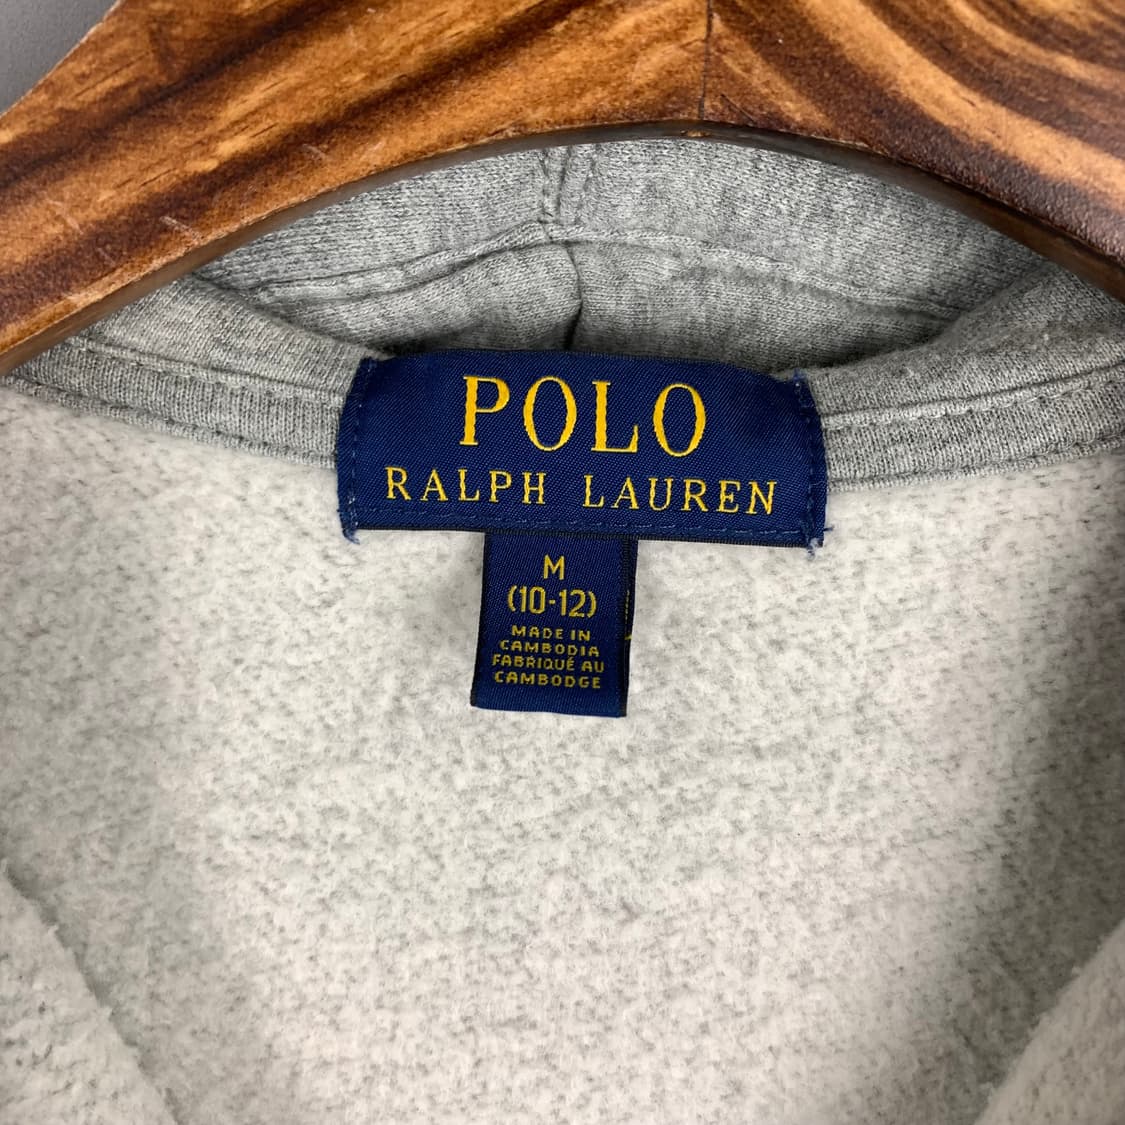 POLO
RALPH LAUREN
M
(10-12)
MADE IN
CAMBODIA
FABRIQUÉ AU
CAMBODGE